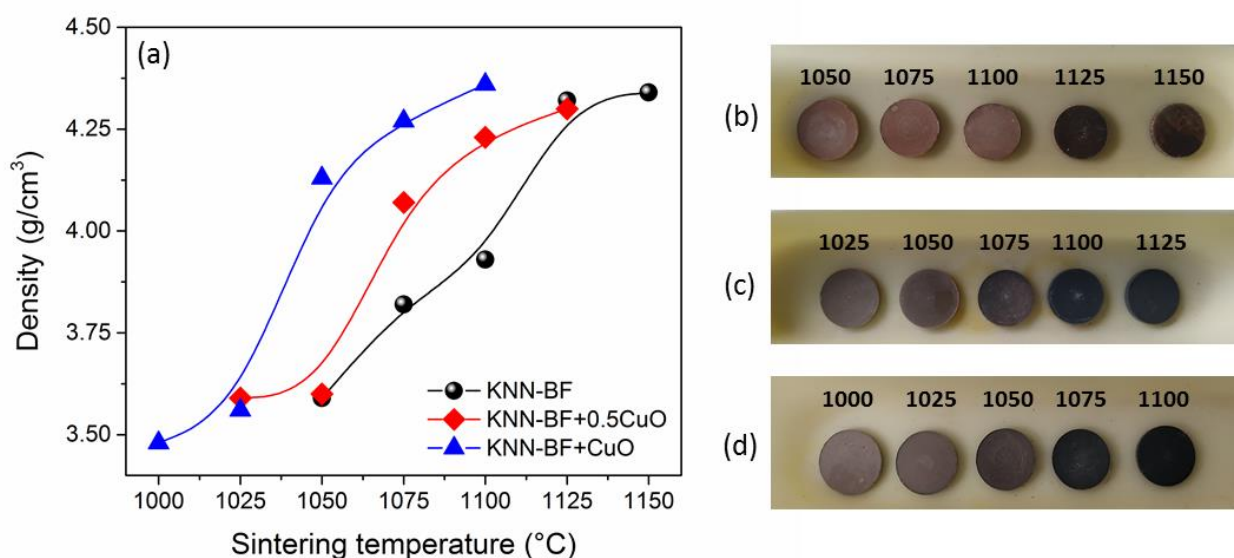 (a)
4.50
4.25
4.00
3.75
3.50
Density (g/cm³)
KNN-BF
KNN-BF+0.5CuO
KNN-BF+CuO
1000 1025 1050 1075 1100 1125 1150
Sintering temperature (°C)
(b)
1050 1075 1100 1125 1150
(c)
1025 1050 1075 1100 1125
(d)
1000 1025 1050 1075 1100